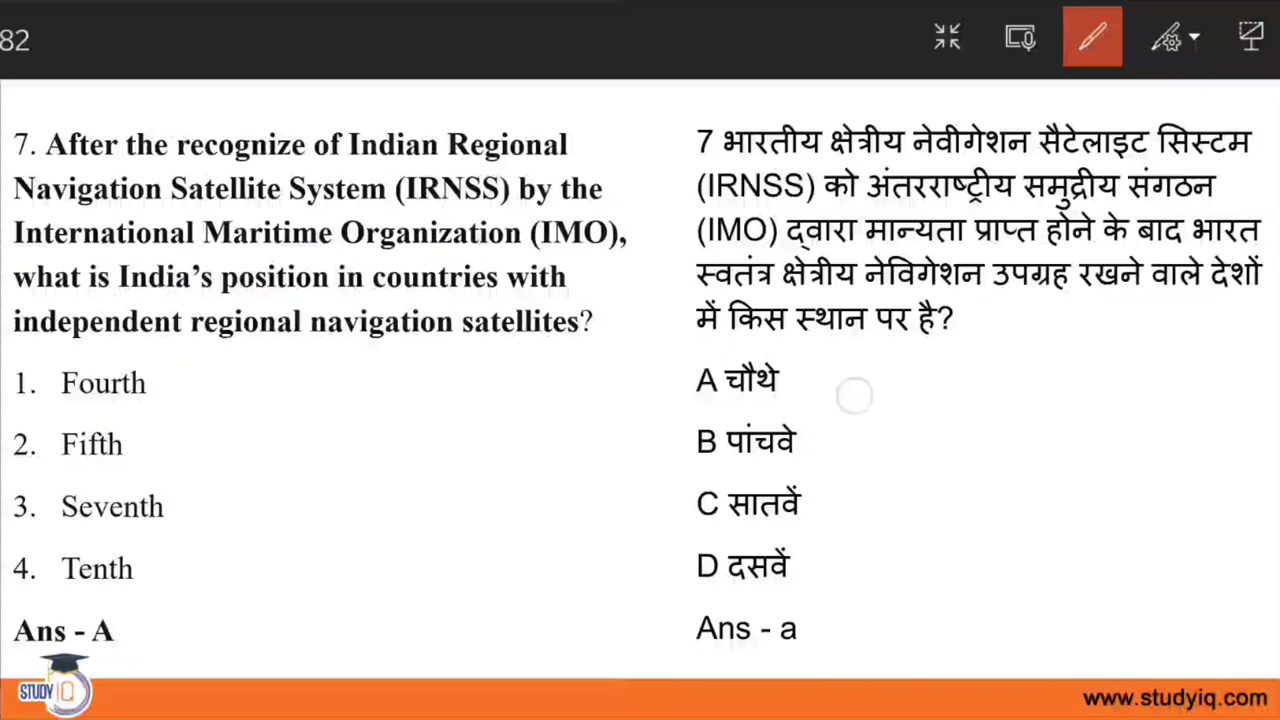 82
7. After the recognize of Indian Regional
Navigation Satellite System (IRNSS) by the
International Maritime Organization (IMO),
what is India’s position in countries with
independent regional navigation satellites?
1. Fourth
2. Fifth
3. Seventh
4. Tenth
Ans - A
7 भारतीय क्षेत्रीय नेवीगेशन सैटेलाइट सिस्टम
(IRNSS) को अंतरराष्ट्रीय समुद्रीय संगठन
(IMO) द्वारा मान्यता प्राप्त होने के बाद भारत
स्वतंत्र क्षेत्रीय नेविगेशन उपग्रह रखने वाले देशों
में किस स्थान पर है?
A चौथे
B पांचवे
C सातवें
D दसवें
Ans - a
STUDY IQ
www.studyiq.com